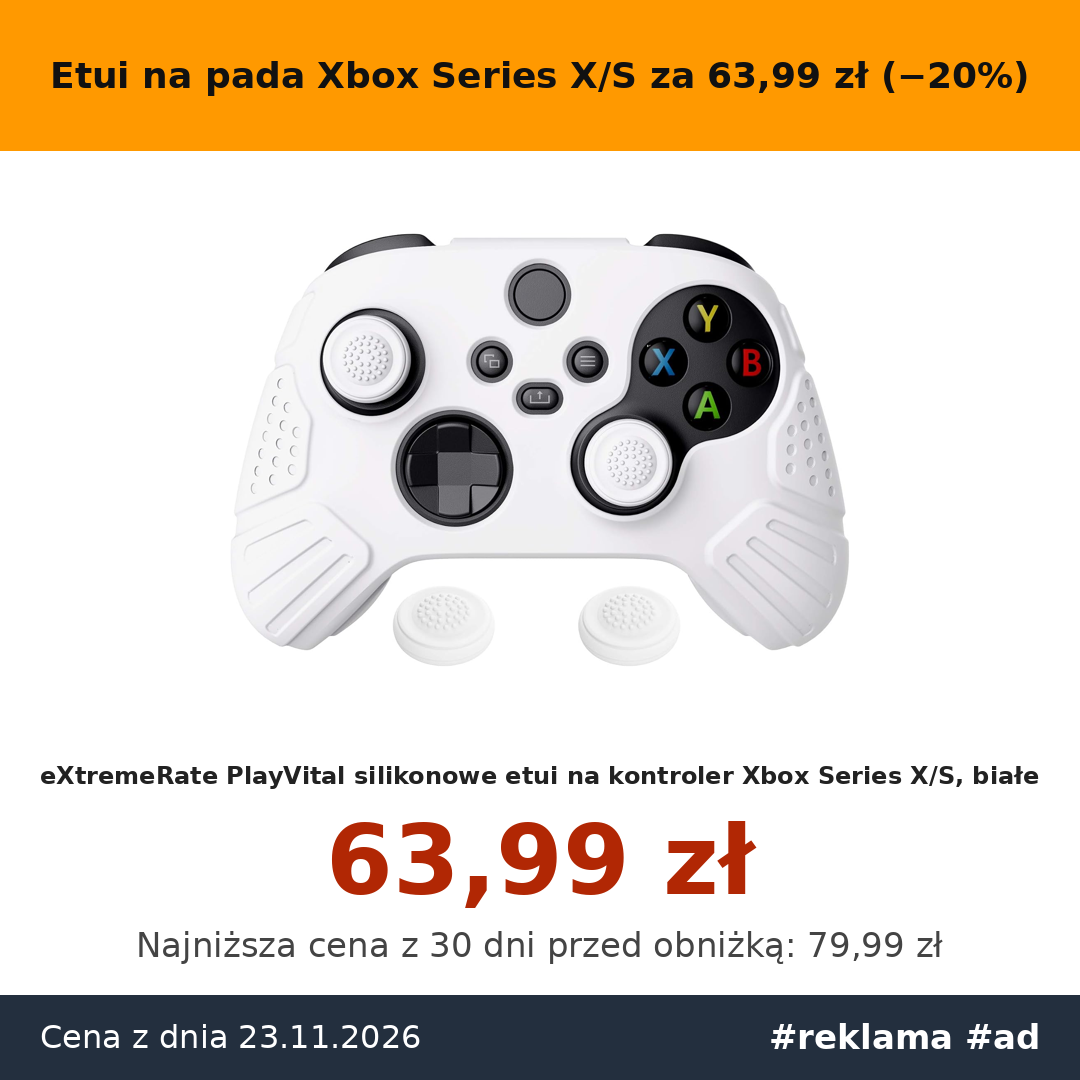 Etui na pada Xbox Series X/S za 63,99 zł (−20%)
Y
X
B
A
eXtremeRate PlayVital silikonowe etui na kontroler Xbox Series X/S, białe
63,99 zł
Najniższa cena z 30 dni przed obniżką: 79,99 zł
Cena z dnia 23.11.2026
#reklama #ad